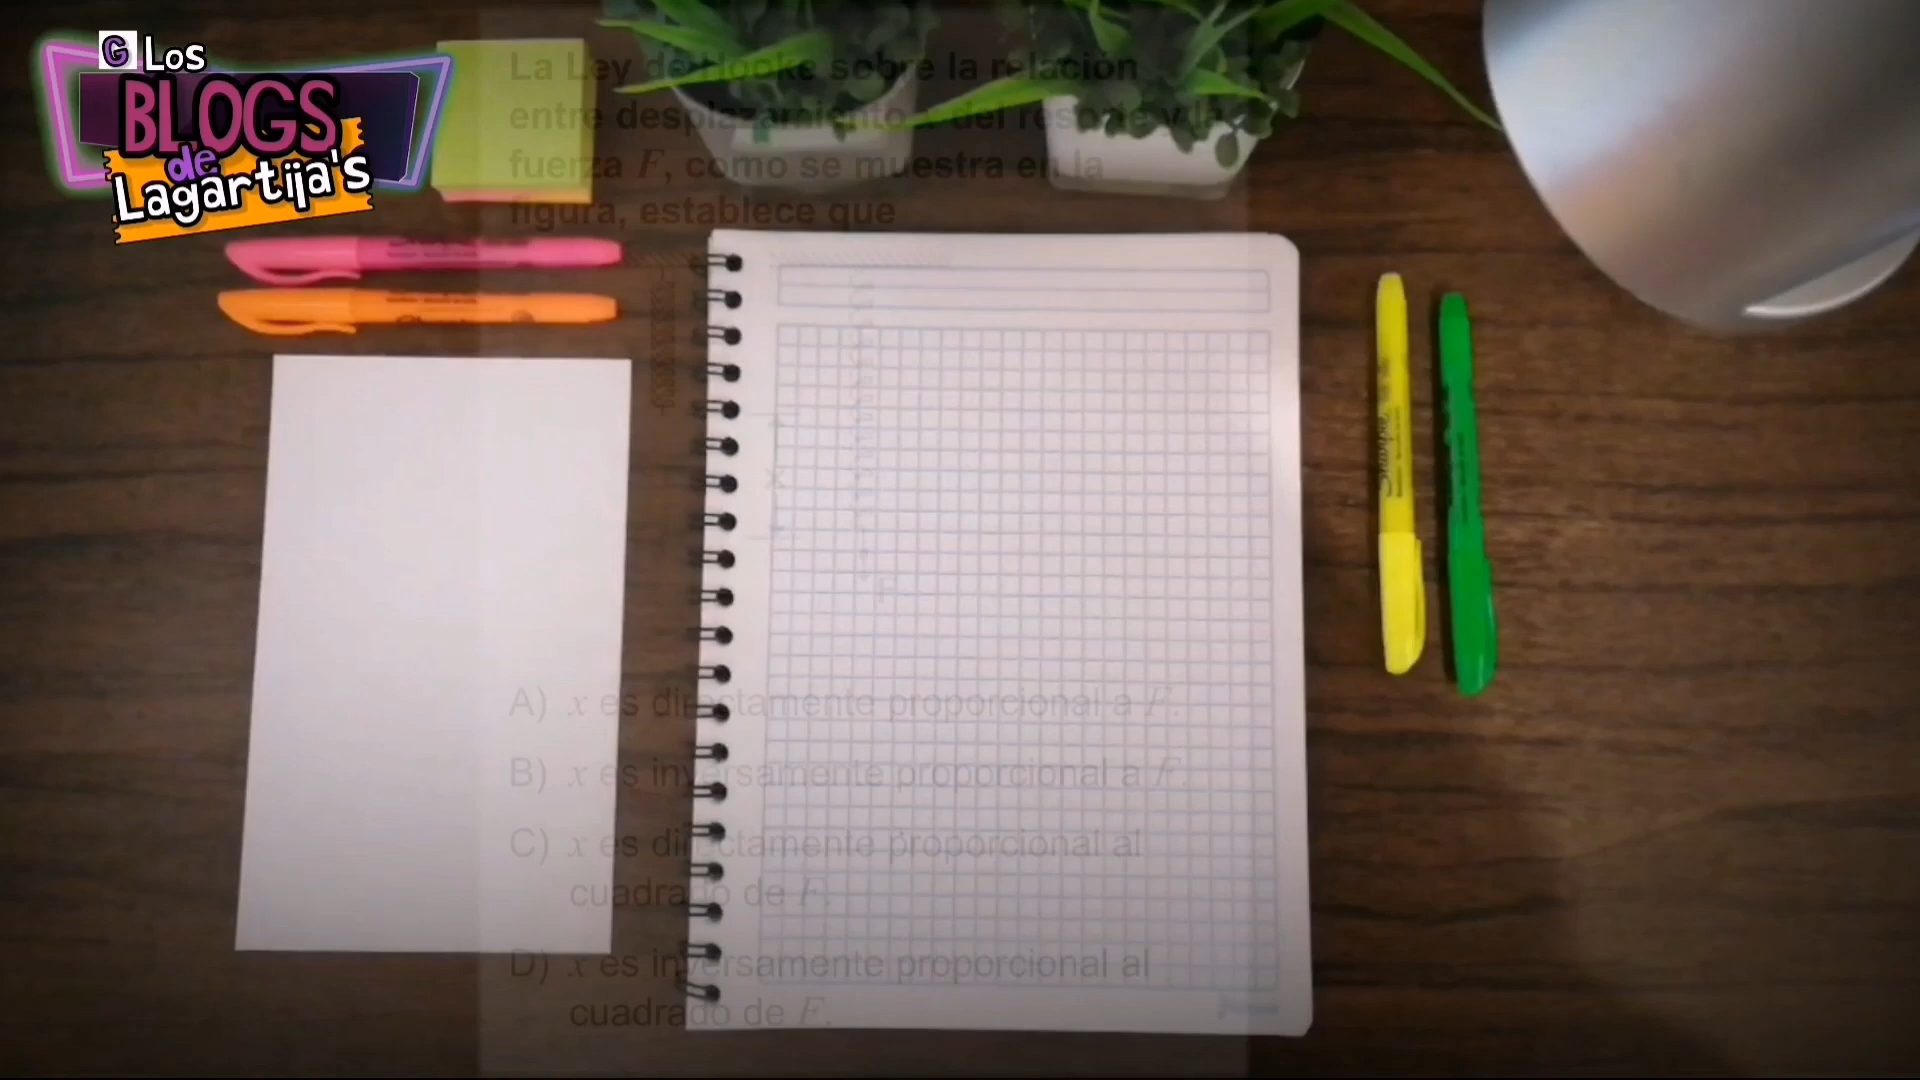 G Los
BLOGS
de
Lagartija's
La Ley de Hooke sobre la relación
entre desplazamiento x del resorte y la
fuerza F, como se muestra en la
figura, establece que
x
F
A) x es directamente proporcional a F.
B) x es inversamente proporcional a F.
C) x es directamente proporcional al
cuadrado de F.
D) x es inversamente proporcional al
cuadrado de F.
Sharpie